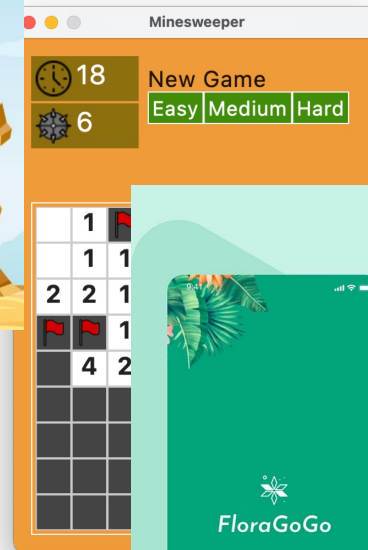 Minesweeper
18
New Game
6
Easy Medium Hard
1
1 1
2 2 1
1
4 2
9:41
FloraGoGo